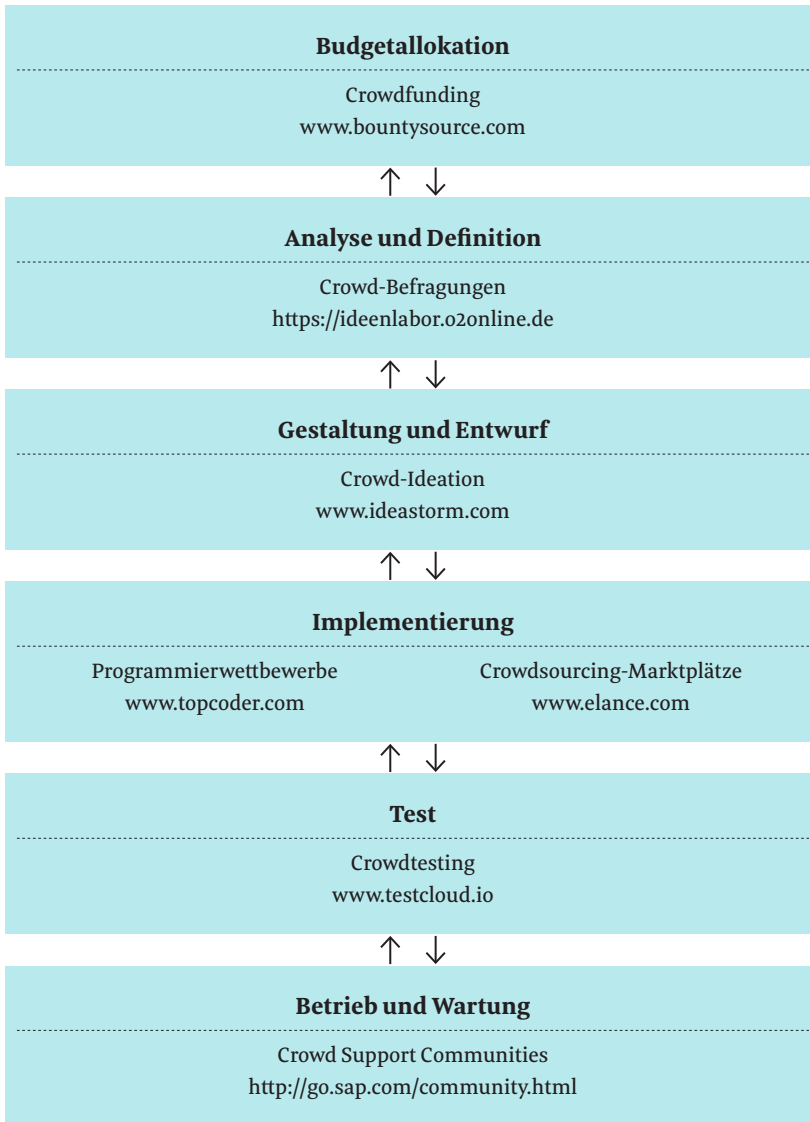 Budgetallokation
Crowdfunding
www.bountysource.com
↑ ↓
Analyse und Definition
Crowd-Befragungen
https://ideenlabor.o2online.de
↑ ↓
Gestaltung und Entwurf
Crowd-Ideation
www.ideastorm.com
↑ ↓
Implementierung
Programmierwettbewerbe
www.topcoder.com
Crowdsourcing-Marktplätze
www.elance.com
↑ ↓
Test
Crowdtesting
www.testcloud.io
↑ ↓
Betrieb und Wartung
Crowd Support Communities
http://go.sap.com/community.html